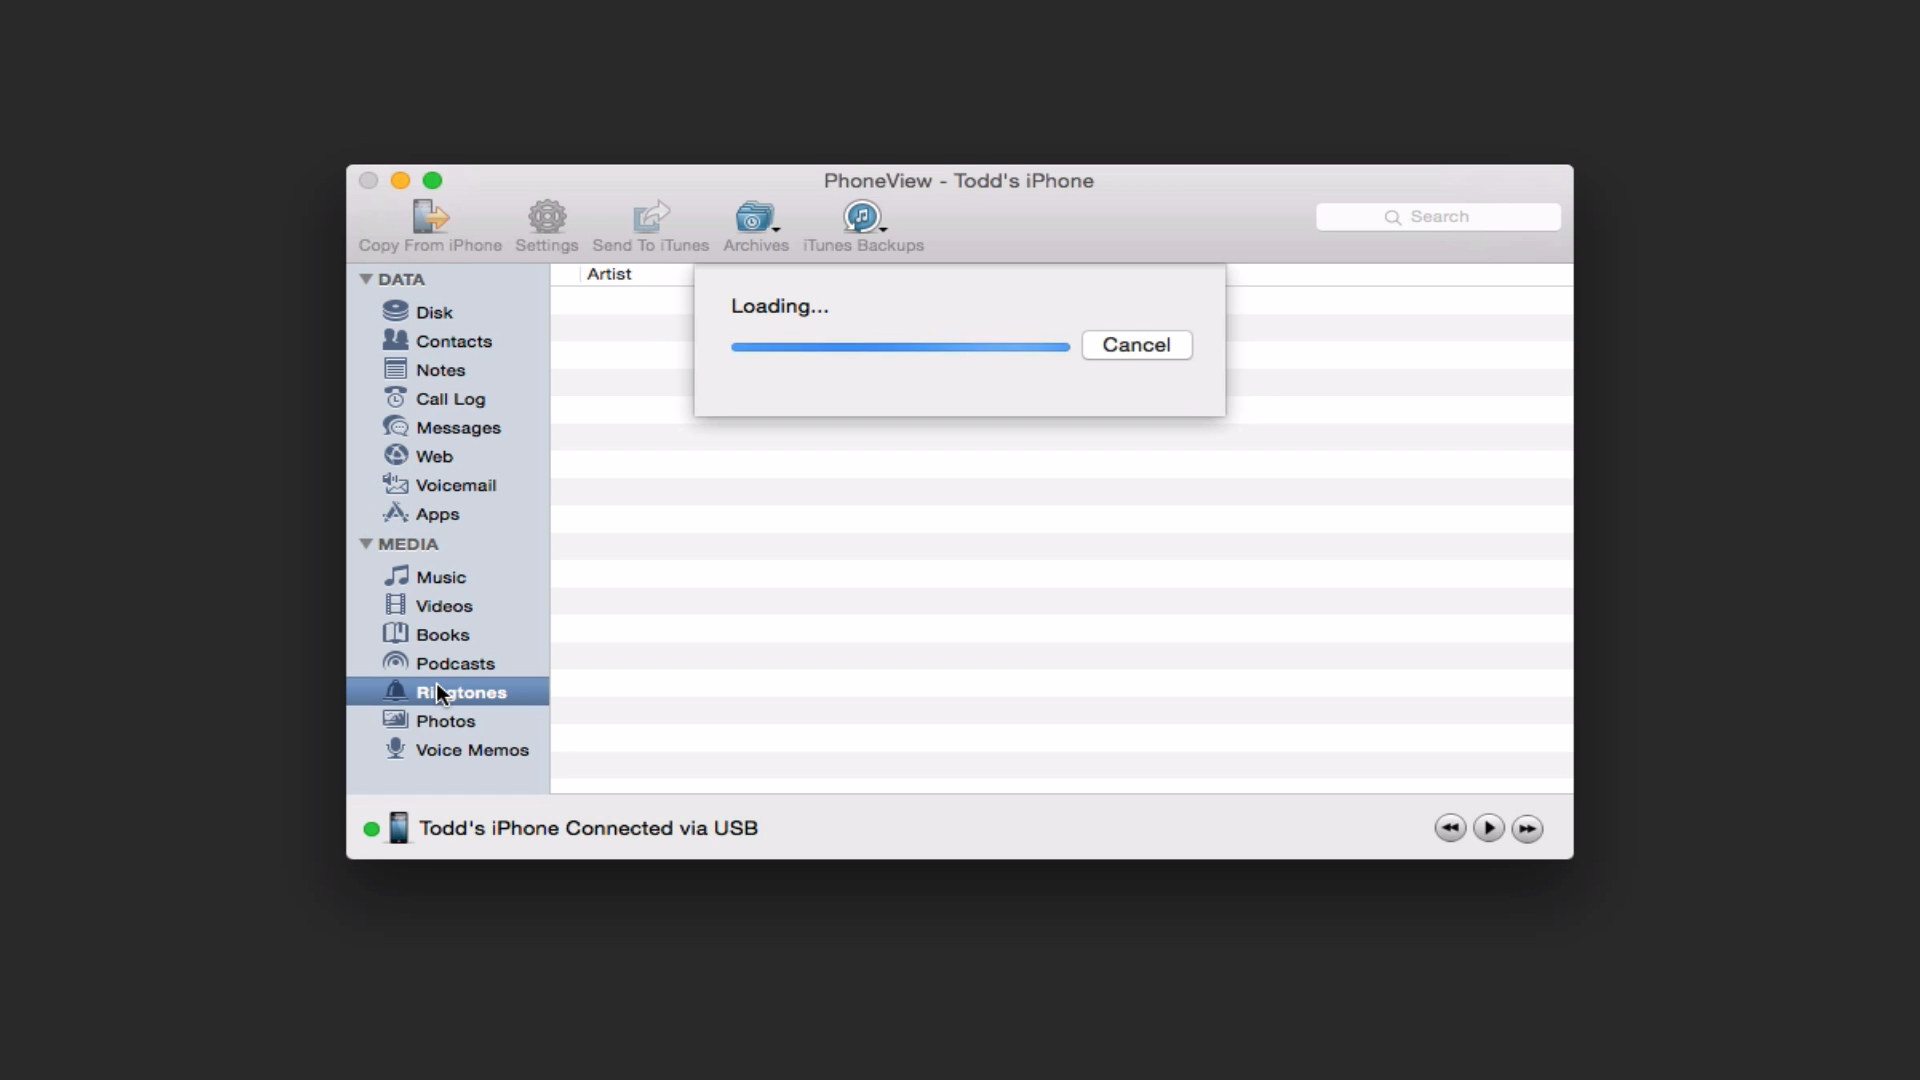 PhoneView - Todd's iPhone
Copy From iPhone
Settings
Send To iTunes
Archives
iTunes Backups
Search
DATA
Disk
Contacts
Notes
Call Log
Messages
Web
Voicemail
Apps
MEDIA
Music
Videos
Books
Podcasts
Ringtones
Photos
Voice Memos
Artist
Loading...
Cancel
Todd's iPhone Connected via USB